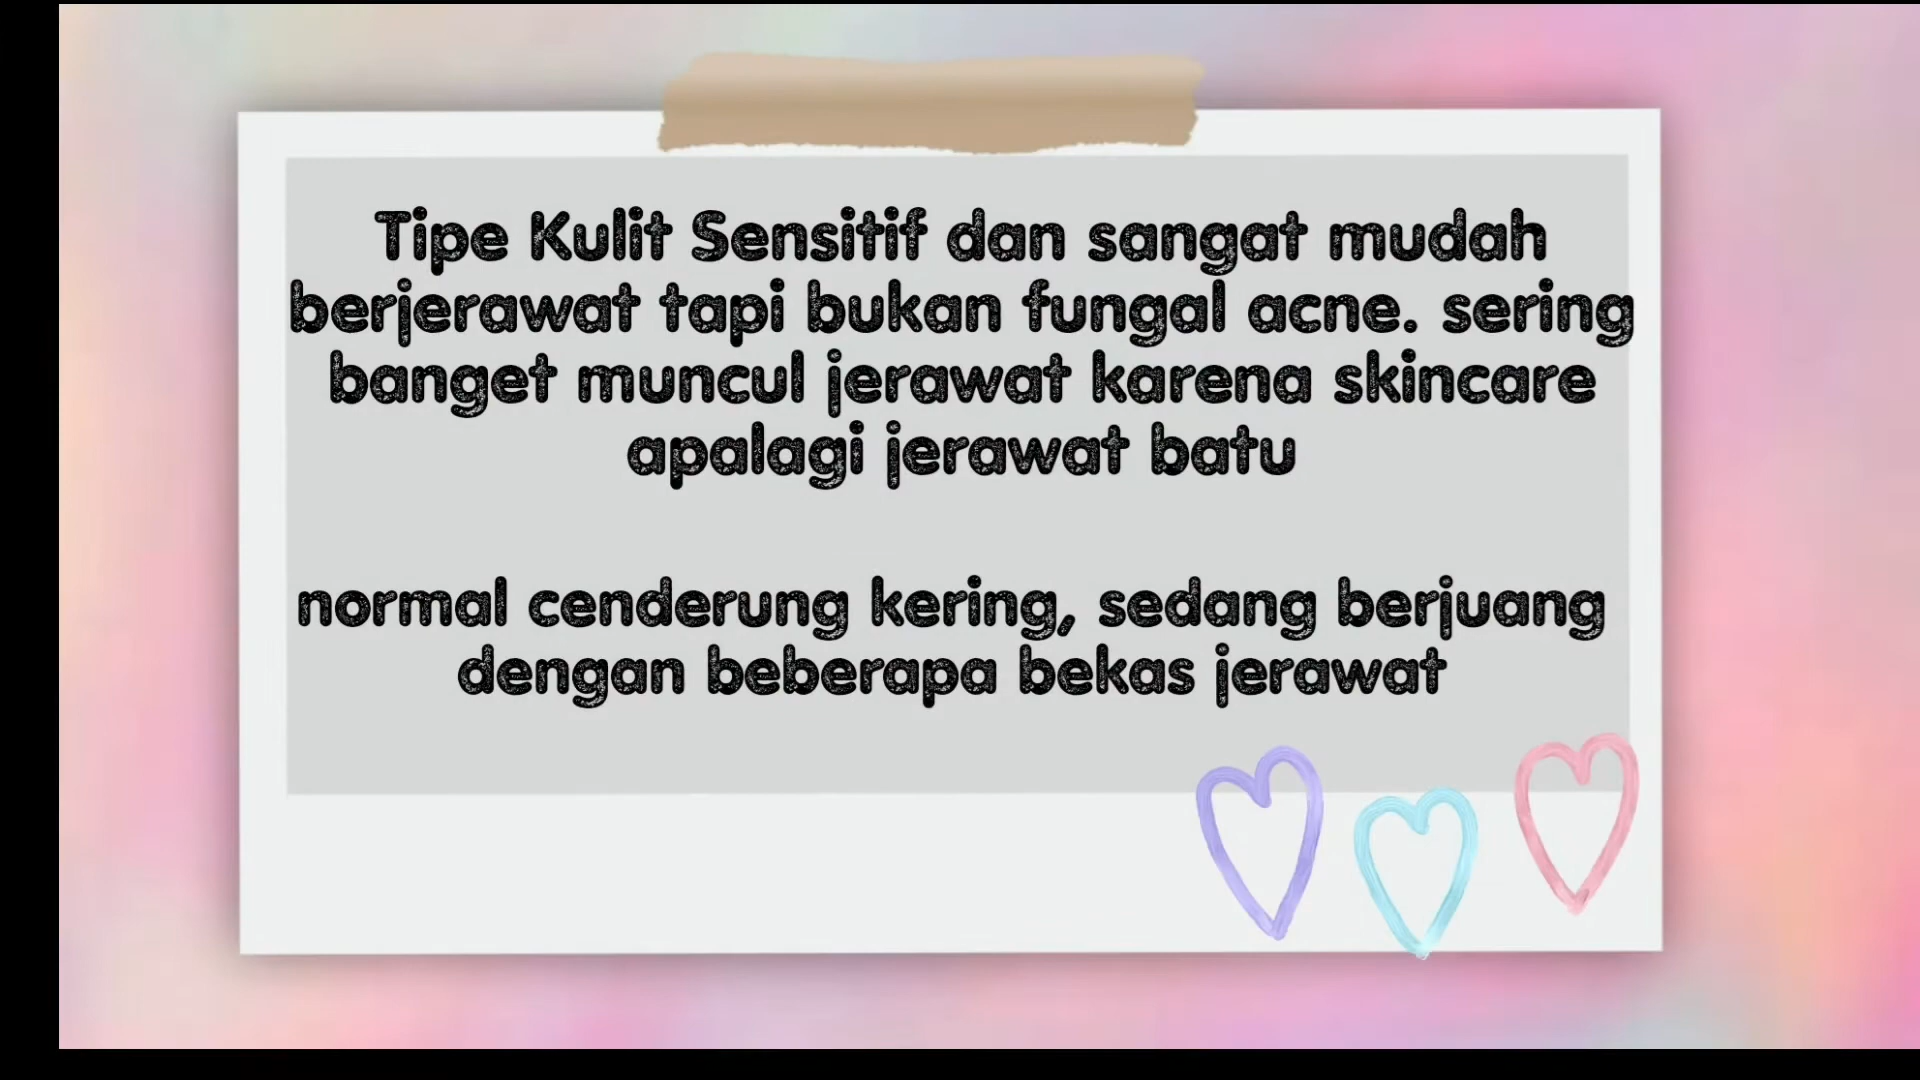 Tipe Kulit Sensitif dan sangat mudah
berjerawat tapi bukan fungal acne. sering
banget muncul jerawat karena skincare
apalagi jerawat batu
normal cenderung kering, sedang berjuang
dengan beberapa bekas jerawat